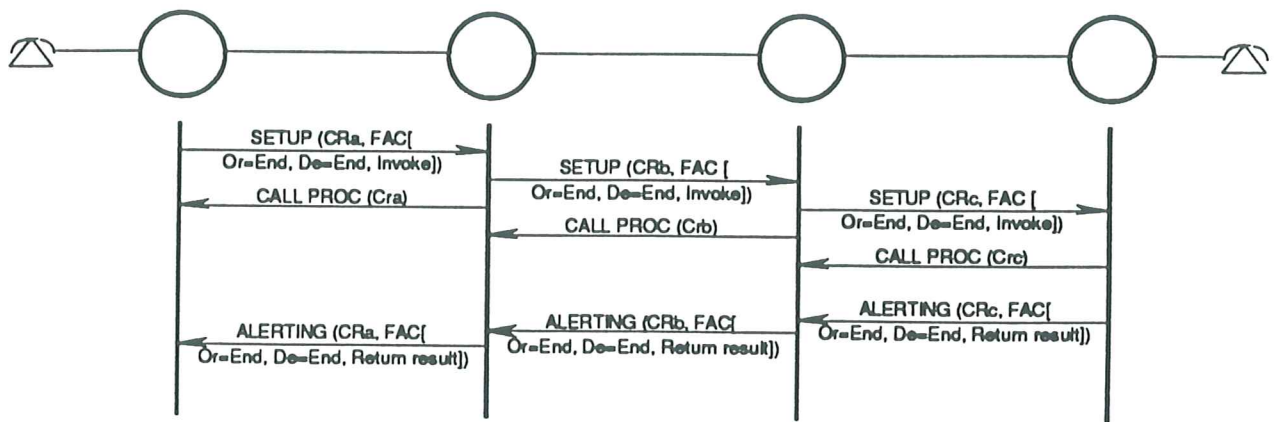 SETUP (CRa, FAC[
Or=End, De=End, Invoke])
SETUP (CRb, FAC [
Or=End, De=End, Invoke])
CALL PROC (Cra)
SETUP (CRc, FAC [
Or=End, De=End, Invoke])
CALL PROC (Crb)
CALL PROC (Crc)
ALERTING (CRc, FAC[
Or=End, De=End, Return result])
ALERTING (CRb, FAC[
Or=End, De=End, Return result])
ALERTING (CRa, FAC[
Or=End, De=End, Return result])